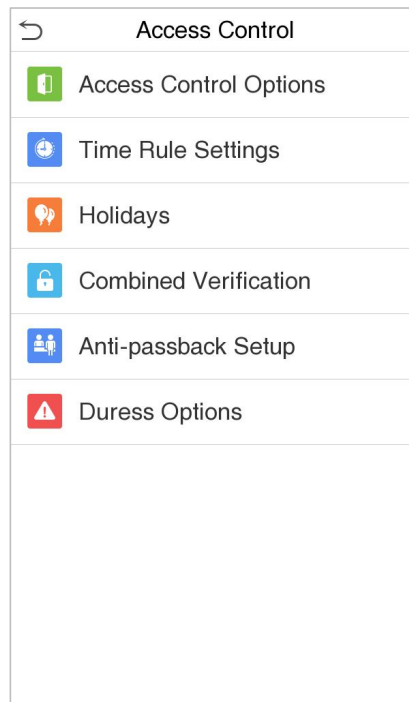 Access Control
Access Control Options
Time Rule Settings
Holidays
Combined Verification
Anti-passback Setup
Duress Options